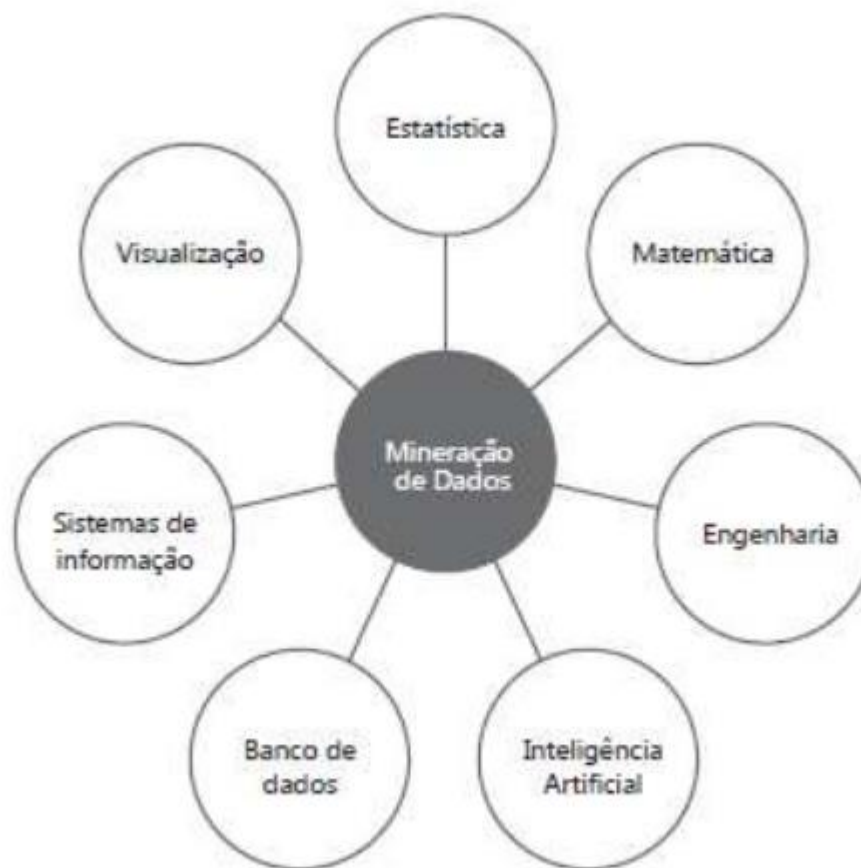 Estatística
Visualização
Matemática
Mineração
de Dados
Sistemas de
informação
Engenharia
Banco de
dados
Inteligência
Artificial